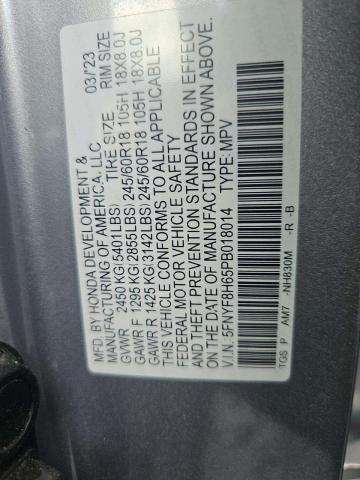 MFD. BY HONDA DEVELOPMENT & 03/'23
MANUFACTURING OF AMERICA, LLC.
GVWR 2450 KG(5401LBS) TIRE SIZE RIM SIZE
GAWR F 1295 KG(2855LBS) 245/60R18 105H 18X8.0J
GAWR R 1425 KG(3142LBS) 245/60R18 105H 18X8.0J
THIS VEHICLE CONFORMS TO ALL APPLICABLE
FEDERAL MOTOR VEHICLE SAFETY
AND THEFT PREVENTION STANDARDS IN EFFECT
ON THE DATE OF MANUFACTURE SHOWN ABOVE.
V.I.N. 5FNYF8H65PB018014 TYPE: MPV
TGS P AM7 -NH830M -R -B